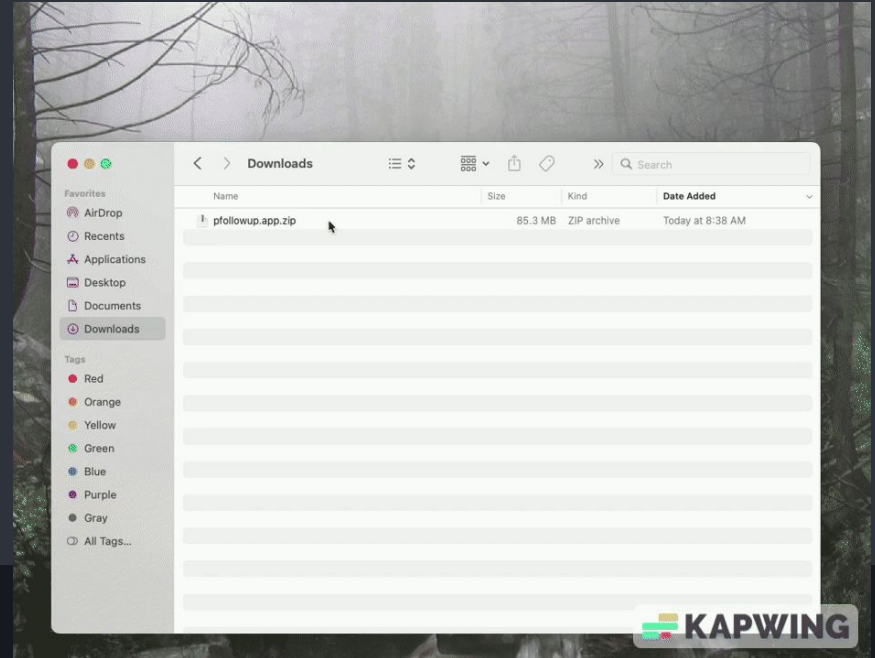 Downloads
Search
Favorites
AirDrop
Recents
Applications
Desktop
Documents
Downloads
Tags
Red
Orange
Yellow
Green
Blue
Purple
Gray
All Tags...
Name Size Kind Date Added
pfollowup.app.zip 85.3 MB ZIP archive Today at 8:38 AM
KAPWING